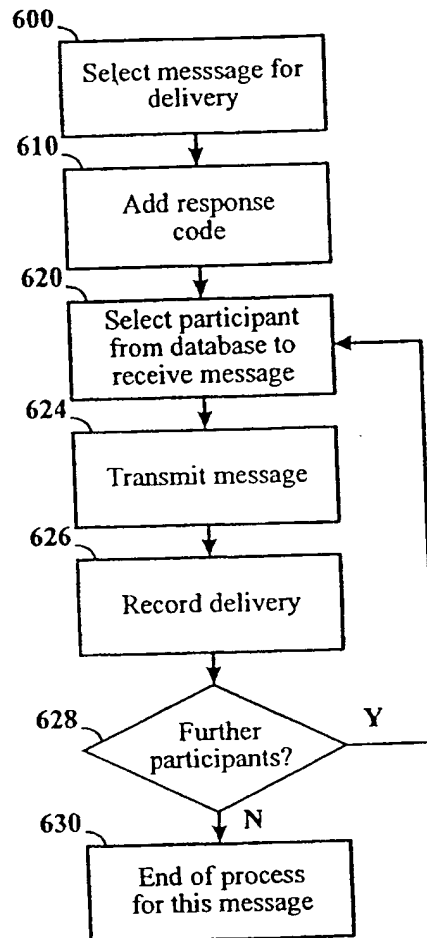 600
Select messsage for
delivery
610
Add response
code
620
Select participant
from database to
receive message
624
Transmit message
626
Record delivery
628
Further
participants?
Y
N
630
End of process
for this message